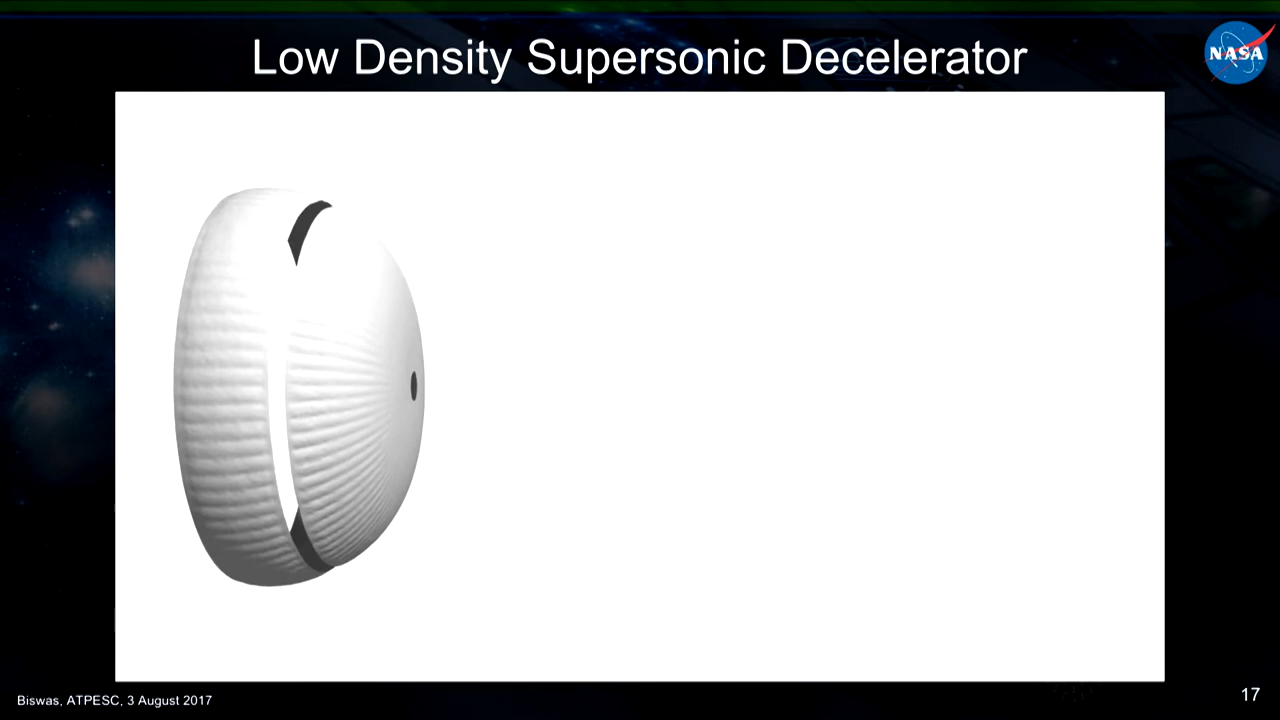 Low Density Supersonic Decelerator
NASA
Biswas, ATPESC, 3 August 2017
17